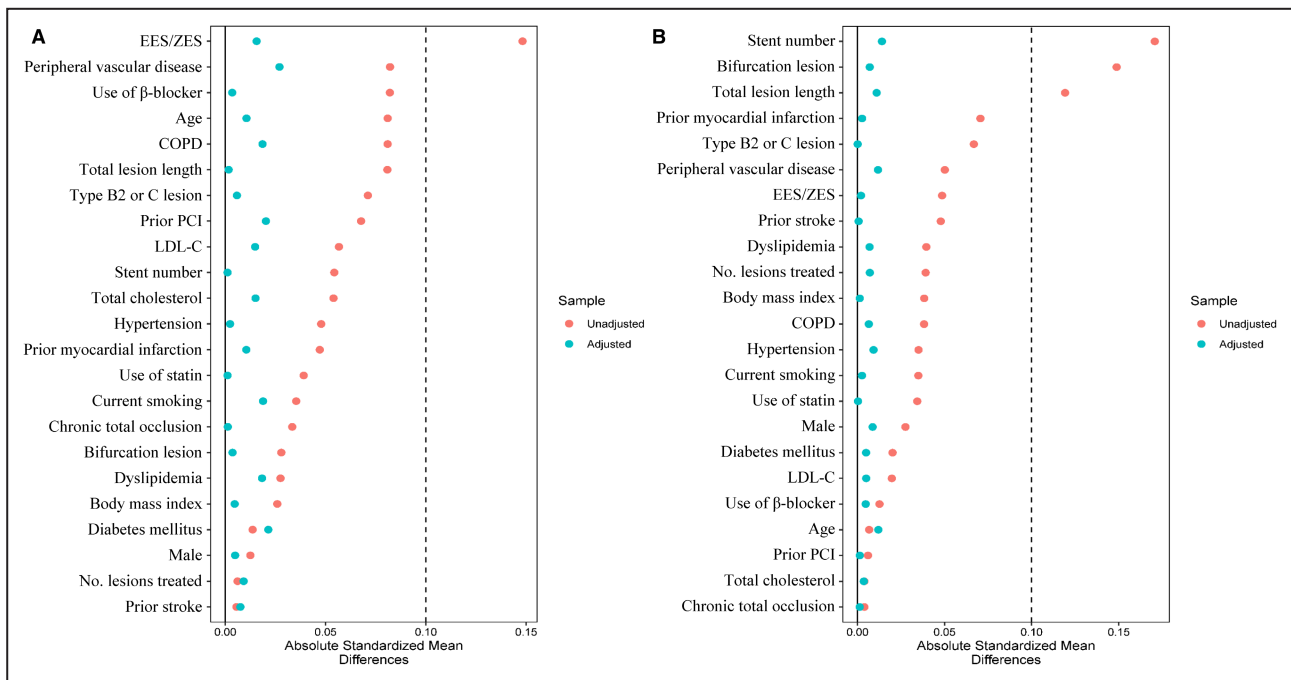 A
EES/ZES
Peripheral vascular disease
Use of β-blocker
Age
COPD
Total lesion length
Type B2 or C lesion
Prior PCI
LDL-C
Stent number
Total cholesterol
Hypertension
Prior myocardial infarction
Use of statin
Current smoking
Chronic total occlusion
Bifurcation lesion
Dyslipidemia
Body mass index
Diabetes mellitus
Male
No. lesions treated
Prior stroke
0.00 0.05 0.10 0.15
Absolute Standardized Mean
Differences
Sample
Unadjusted
Adjusted
B
Stent number
Bifurcation lesion
Total lesion length
Prior myocardial infarction
Type B2 or C lesion
Peripheral vascular disease
EES/ZES
Prior stroke
Dyslipidemia
No. lesions treated
Body mass index
COPD
Hypertension
Current smoking
Use of statin
Male
Diabetes mellitus
LDL-C
Use of β-blocker
Age
Prior PCI
Total cholesterol
Chronic total occlusion
0.00 0.05 0.10 0.15
Absolute Standardized Mean
Differences
Sample
Unadjusted
Adjusted